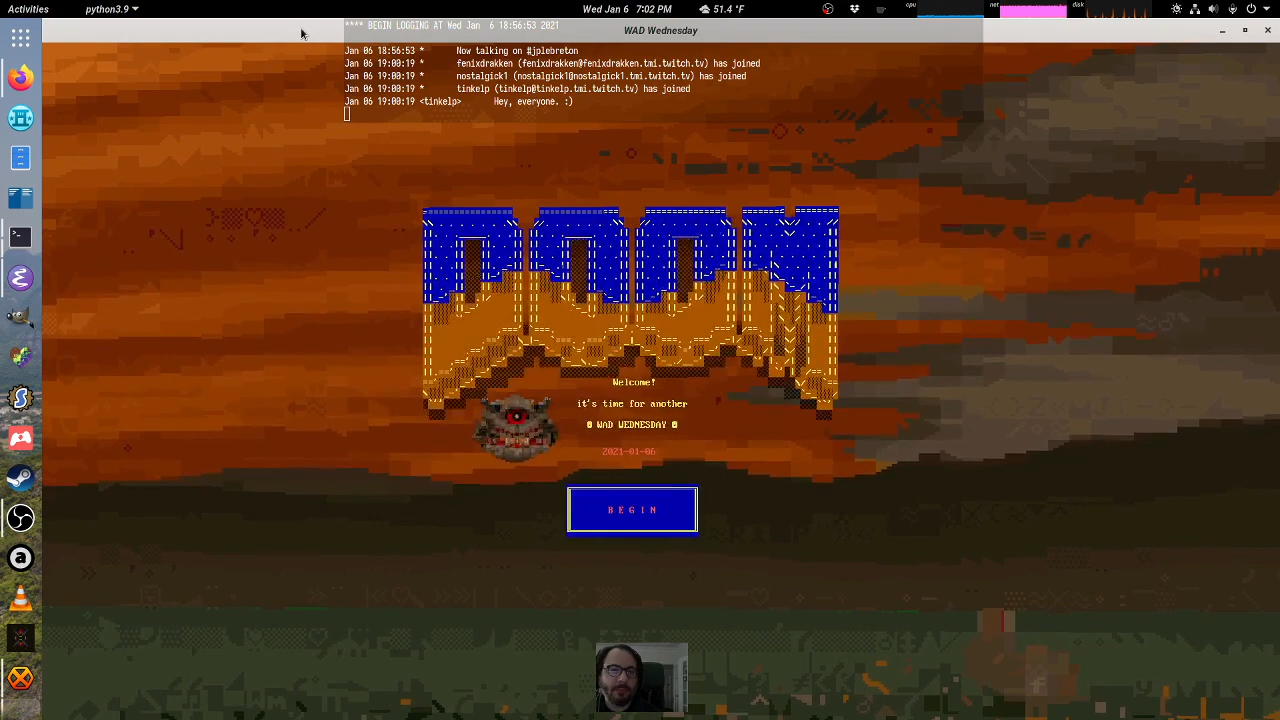 Activities
python3.9
Wed Jan 6 7:02 PM
51.4 °F
cpu
net
disk
**** BEGIN LOGGING AT Wed Jan  6 18:56:53 2021
WAD Wednesday
Jan 06 18:56:53 * Now talking on #jplebreton
Jan 06 19:00:19 * fenixdrakken (fenixdrakken@fenixdrakken.tmi.twitch.tv) has joined
Jan 06 19:00:19 * nostalgick1 (nostalgick1@nostalgick1.tmi.twitch.tv) has joined
Jan 06 19:00:19 * tinkelp (tinkelp@tinkelp.tmi.twitch.tv) has joined
Jan 06 19:00:19 <tinkelp> Hey, everyone. :)
DOOM
Welcome!
it's time for another
WAD WEDNESDAY
2021-01-06
BEGIN